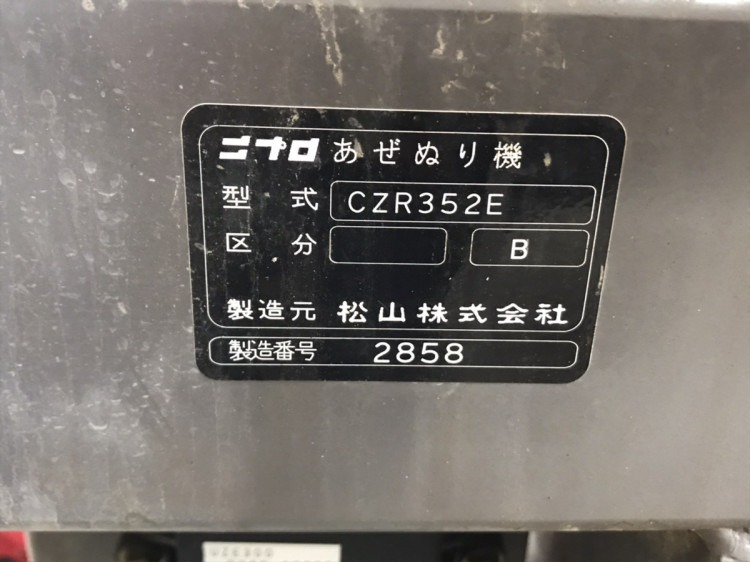 ニプロ あぜぬり機
型式 CZR352E
区分 B
製造元 松山株式会社
製造番号 2858